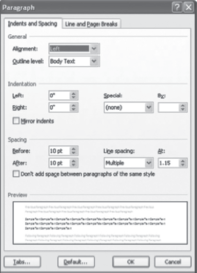 Paragraph
Indents and Spacing Line and Page Breaks
General
Alignment: Left
Outline level: Body Text
Indentation
Left: 0" Special: By:
Right: 0" (none)
Mirror indents
Spacing
Before: 10 pt Line spacing: At:
After: 10 pt Multiple 1.15
Don't add space between paragraphs of the same style
Preview
Tabs... Default... OK Cancel